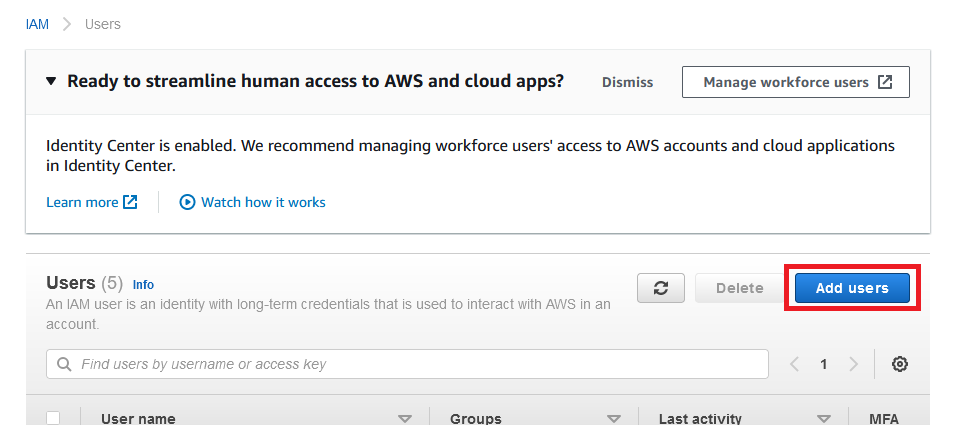 IAM > Users
Ready to streamline human access to AWS and cloud apps? Dismiss Manage workforce users
Identity Center is enabled. We recommend managing workforce users' access to AWS accounts and cloud applications
in Identity Center.
Learn more Watch how it works
Users (5) Info
Delete Add users
An IAM user is an identity with long-term credentials that is used to interact with AWS in an
account.
Find users by username or access key 1
User name Groups Last activity MFA